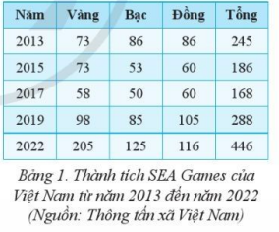 Năm Vàng Bạc Đồng Tổng
2013 73 86 86 245
2015 73 53 60 186
2017 58 50 60 168
2019 98 85 105 288
2022 205 125 116 446
Bảng 1. Thành tích SEA Games của
Việt Nam từ năm 2013 đến năm 2022
(Nguồn: Thông tấn xã Việt Nam)